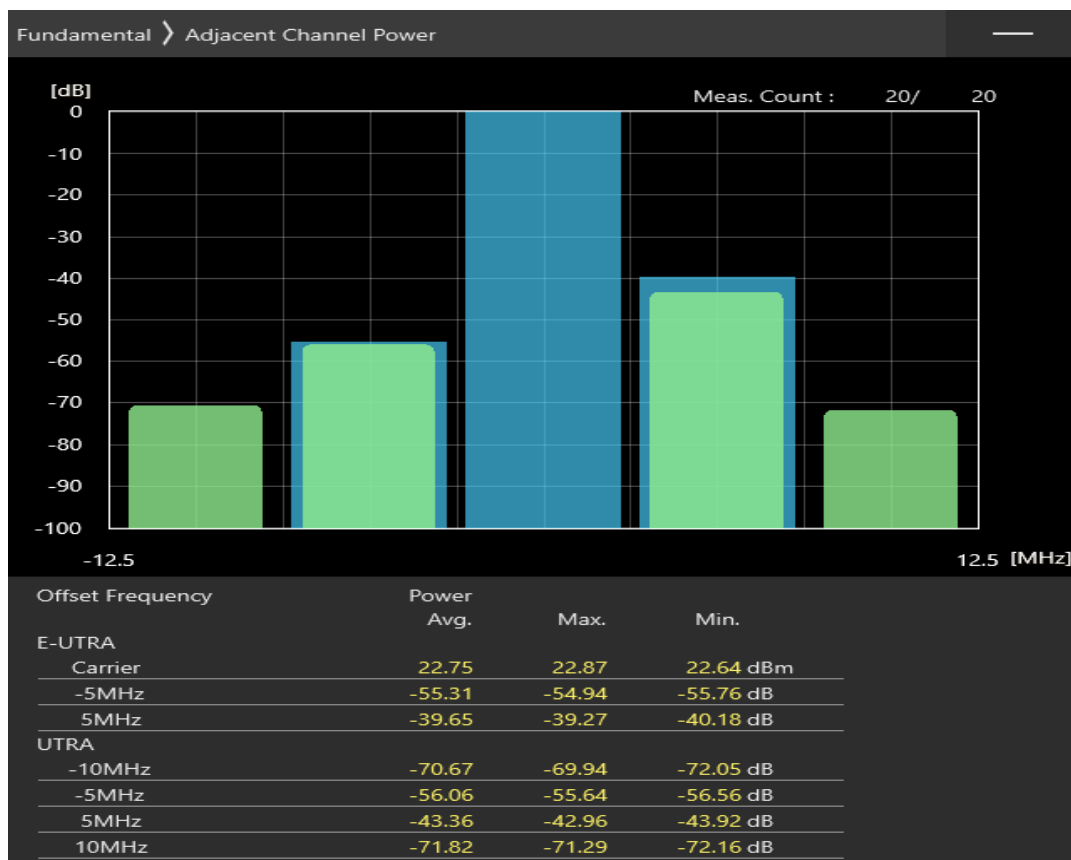 Fundamental ❯ Adjacent Channel Power
[dB]
Meas. Count : 20/ 20
0
-10
-20
-30
-40
-50
-60
-70
-80
-90
-100
-12.5 12.5 [MHz]
Offset Frequency Power
Avg. Max. Min.
E-UTRA
Carrier 22.75 22.87 22.64 dBm
-5MHz -55.31 -54.94 -55.76 dB
5MHz -39.65 -39.27 -40.18 dB
UTRA
-10MHz -70.67 -69.94 -72.05 dB
-5MHz -56.06 -55.64 -56.56 dB
5MHz -43.36 -42.96 -43.92 dB
10MHz -71.82 -71.29 -72.16 dB